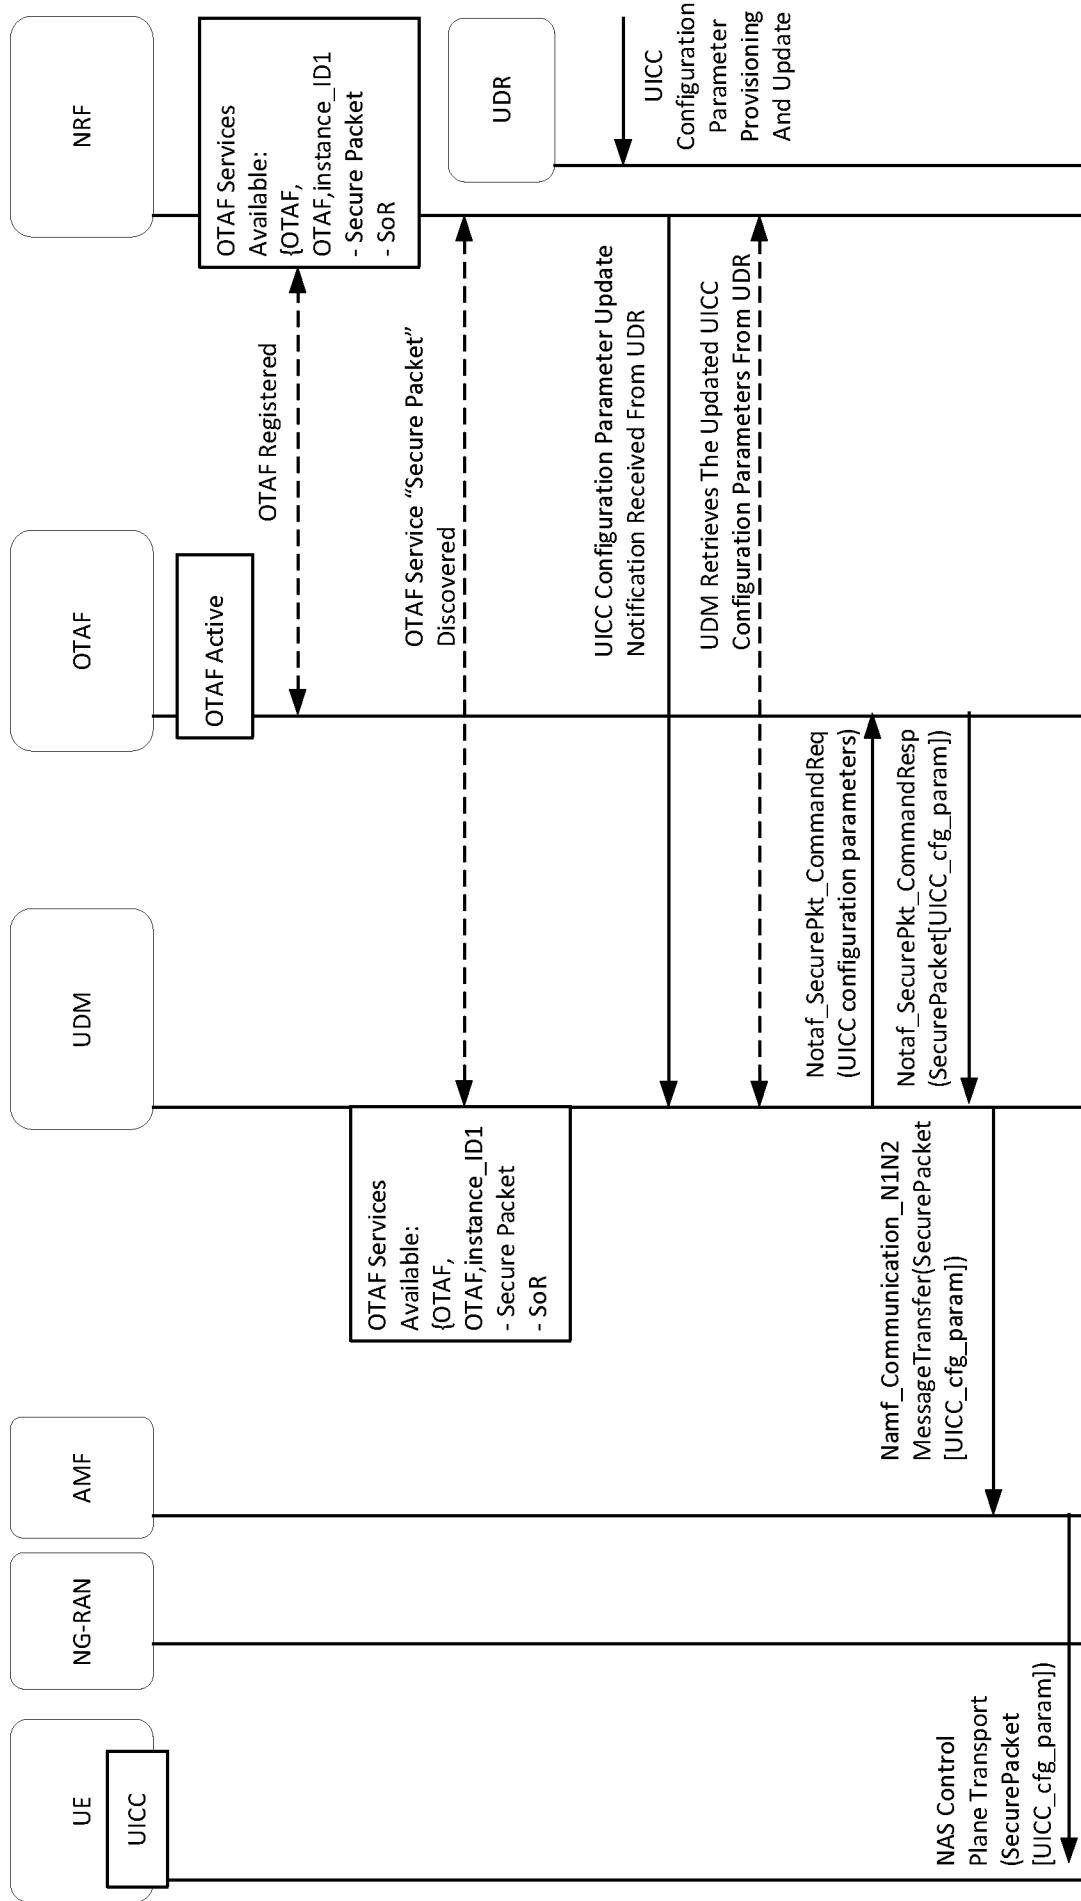 UE
UICC
NG-RAN
AMF
UDM
OTAF
NRF
OTAF Active
OTAF Services
Available:
{OTAF,
OTAF,instance_ID1
- Secure Packet
- SoR
OTAF Registered
OTAF Services
Available:
{OTAF,
OTAF,instance_ID1
- Secure Packet
- SoR
OTAF Service “Secure Packet”
Discovered
UDR
UICC
Configuration
Parameter
Provisioning
And Update
UICC Configuration Parameter Update
Notification Received From UDR
UDM Retrieves The Updated UICC
Configuration Parameters From UDR
Notaf_SecurePkt_CommandReq
(UICC configuration parameters)
Notaf_SecurePkt_CommandResp
(SecurePacket[UICC_cfg_param])
Namf_Communication_N1N2
MessageTransfer(SecurePacket
[UICC_cfg_param])
NAS Control
Plane Transport
(SecurePacket
[UICC_cfg_param])